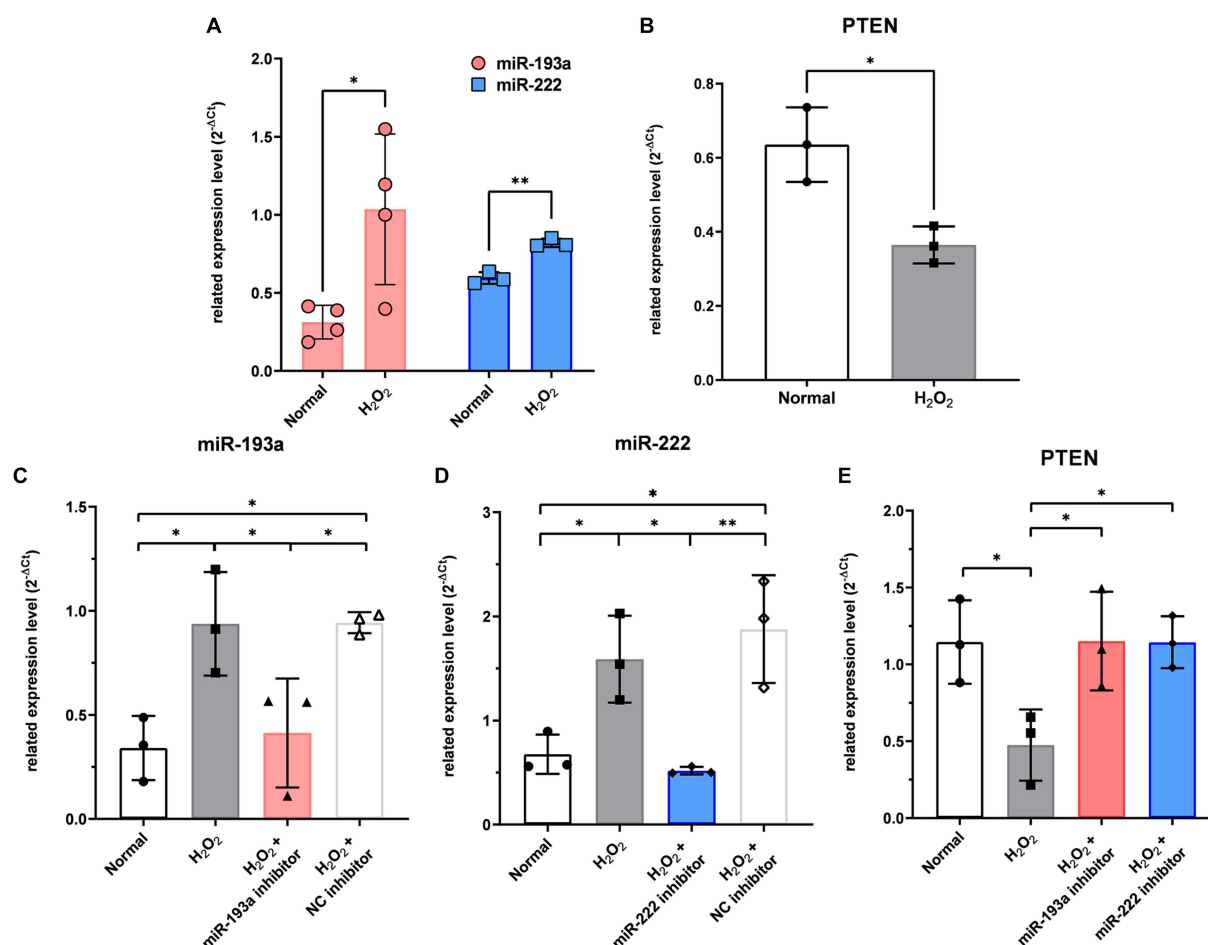 A
miR-193a
miR-222
related expression level (2-ΔCt)
2.0
1.5
1.0
0.5
0.0
*
**
Normal
H2O2
Normal
H2O2
B
PTEN
related expression level (2-ΔCt)
0.8
0.6
0.4
0.2
0.0
*
Normal
H2O2
C
miR-193a
related expression level (2-ΔCt)
1.5
1.0
0.5
0.0
*
* * *
Normal
H2O2
H2O2 +
miR-193a inhibitor
H2O2 +
NC inhibitor
D
miR-222
related expression level (2-ΔCt)
3
2
1
0
*
* * **
Normal
H2O2
H2O2 +
miR-222 inhibitor
H2O2 +
NC inhibitor
E
PTEN
related expression level (2-ΔCt)
2.0
1.5
1.0
0.5
0.0
*
*
*
Normal
H2O2
H2O2 +
miR-193a inhibitor
H2O2 +
miR-222 inhibitor